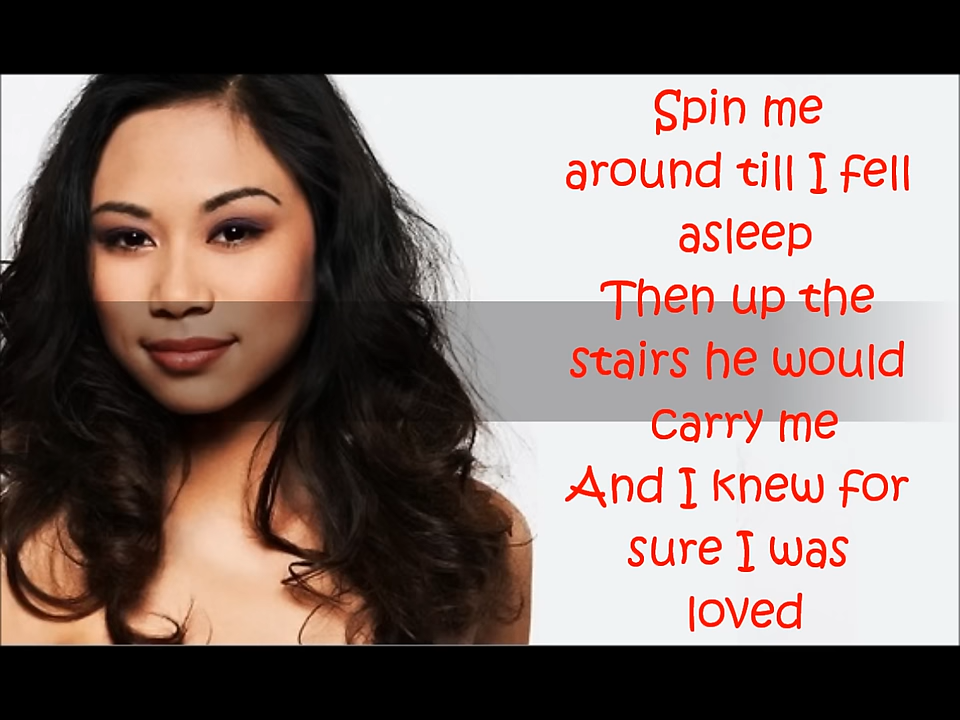 Spin me
around till I fell
asleep
Then up the
stairs he would
carry me
And I knew for
sure I was
loved